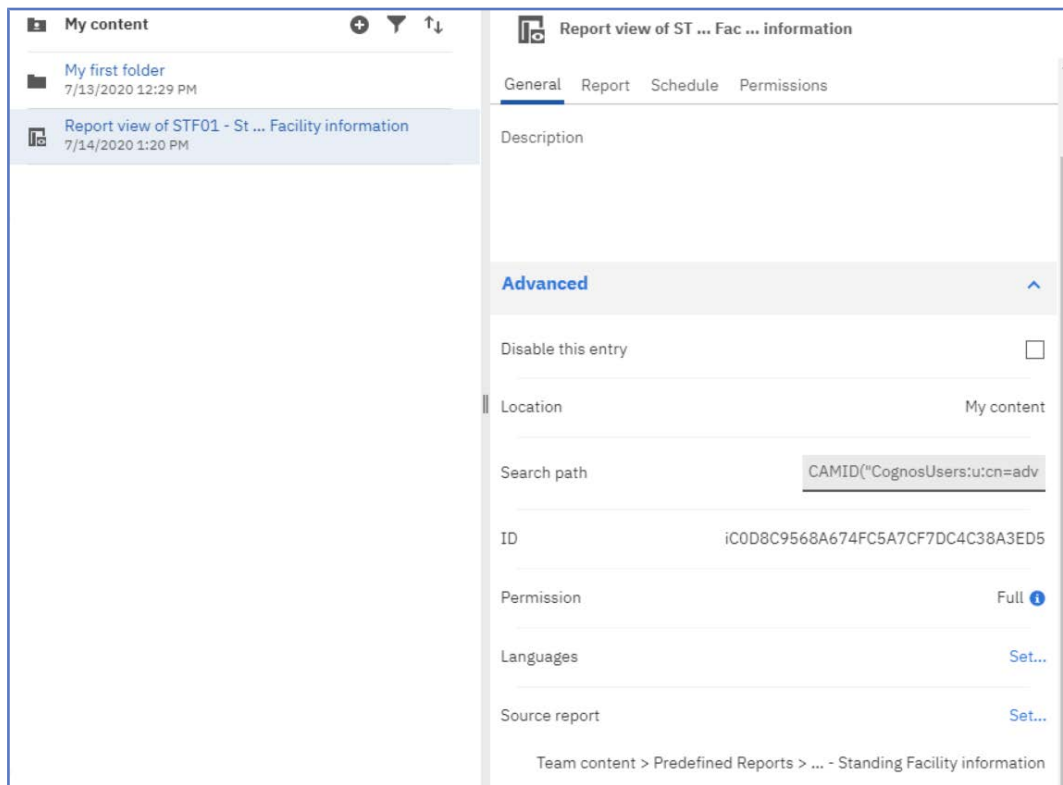 My content
My first folder
7/13/2020 12:29 PM
Report view of STF01 - St ... Facility information
7/14/2020 1:20 PM
Report view of ST ... Fac ... information
General Report Schedule Permissions
Description
Advanced
Disable this entry
Location My content
Search path CAMID("CognosUsers:u:cn=adv
ID iC0D8C9568A674FC5A7CF7DC4C38A3ED5
Permission Full
Languages Set...
Source report Set...
Team content > Predefined Reports > ... - Standing Facility information